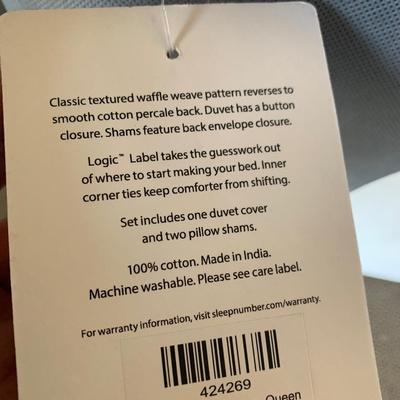 Classic textured waffle weave pattern reverses to
smooth cotton percale back. Duvet has a button
closure. Shams feature back envelope closure.
Logic™ Label takes the guesswork out
of where to start making your bed. Inner
corner ties keep comforter from shifting.
Set includes one duvet cover
and two pillow shams.
100% cotton. Made in India.
Machine washable. Please see care label.
For warranty information, visit sleepnumber.com/warranty.
424269
Queen